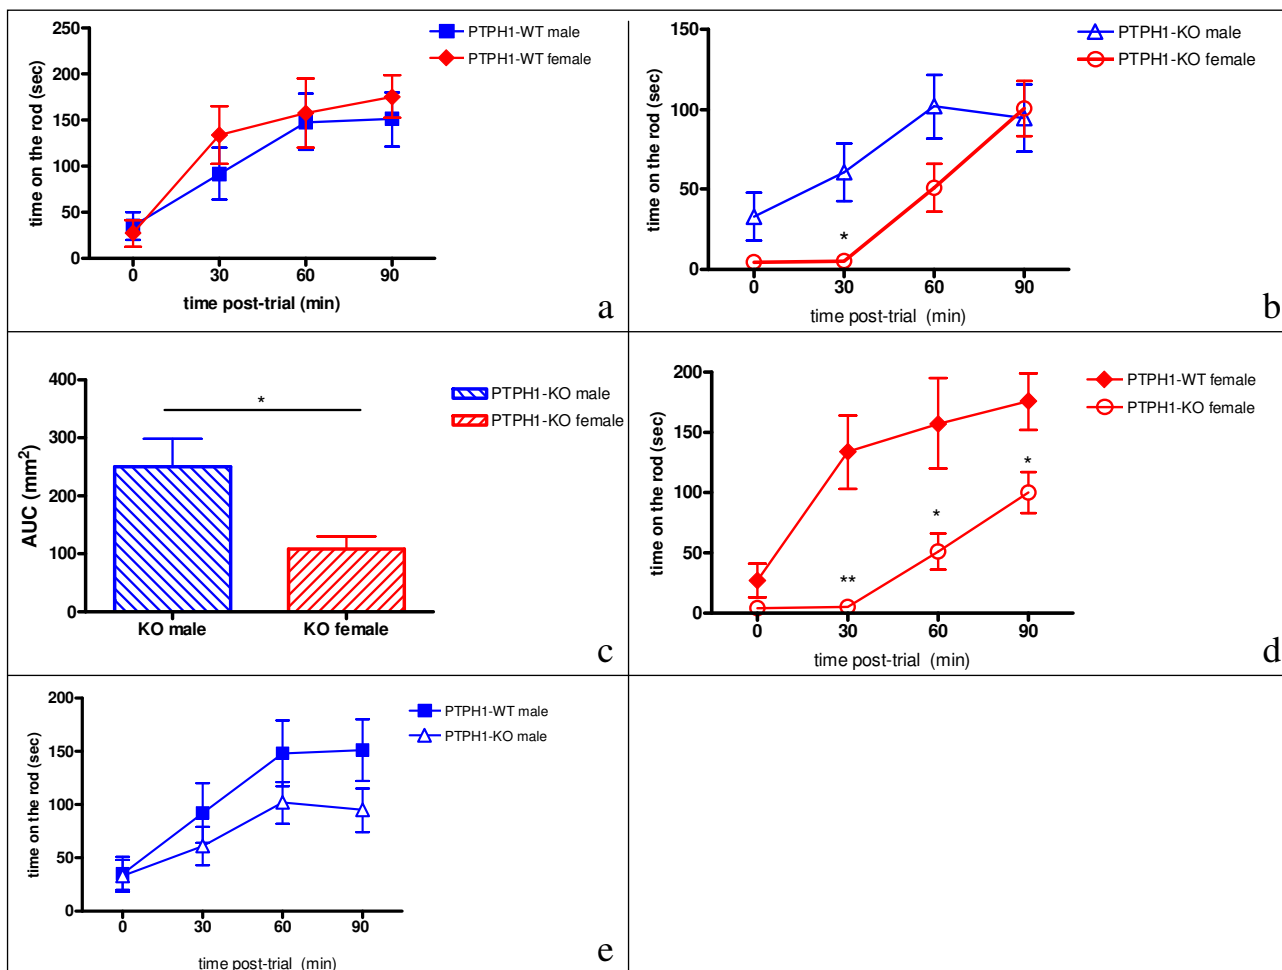 250
200
150
100
50
0
time on the rod (sec)
0 30 60 90
time post-trial (min)
PTPH1-WT male
PTPH1-WT female
a
150
100
50
0
time on the rod (sec)
*
0 30 60 90
time post-trial (min)
PTPH1-KO male
PTPH1-KO female
b
400
300
200
100
0
AUC (mm²)
*
KO male KO female
PTPH1-KO male
PTPH1-KO female
c
200
150
100
50
0
time on the rod (sec)
**
*
*
0 30 60 90
time post-trial (min)
PTPH1-WT female
PTPH1-KO female
d
200
150
100
50
0
time on the rod (sec)
0 30 60 90
time post-trial (min)
PTPH1-WT male
PTPH1-KO male
e